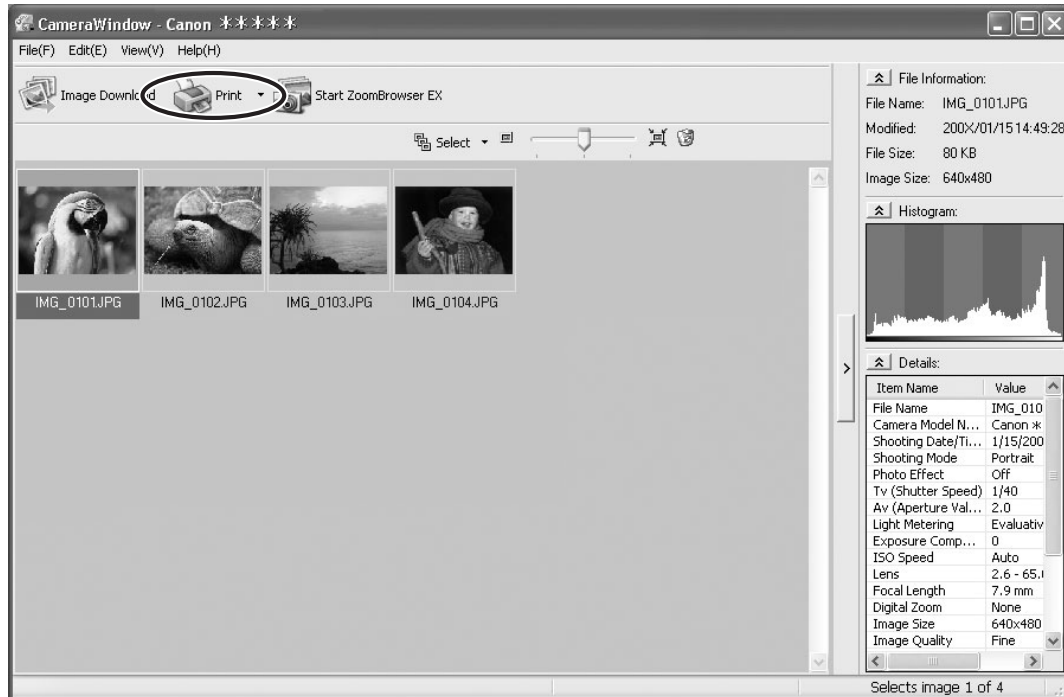 CameraWindow - Canon *****
File(F) Edit(E) View(V) Help(H)
Image Download Print Start ZoomBrowser EX
Select
IMG_0101.JPG IMG_0102.JPG IMG_0103.JPG IMG_0104.JPG
File Information:
File Name: IMG_0101.JPG
Modified: 200X/01/15 14:49:28
File Size: 80 KB
Image Size: 640x480
Histogram:
Details:
Item Name Value
File Name IMG_010
Camera Model N... Canon *
Shooting Date/Ti... 1/15/200
Shooting Mode Portrait
Photo Effect Off
Tv (Shutter Speed) 1/40
Av (Aperture Val... 2.0
Light Metering Evaluativ
Exposure Comp... 0
ISO Speed Auto
Lens 2.6 - 65.
Focal Length 7.9 mm
Digital Zoom None
Image Size 640x480
Image Quality Fine
Selects image 1 of 4